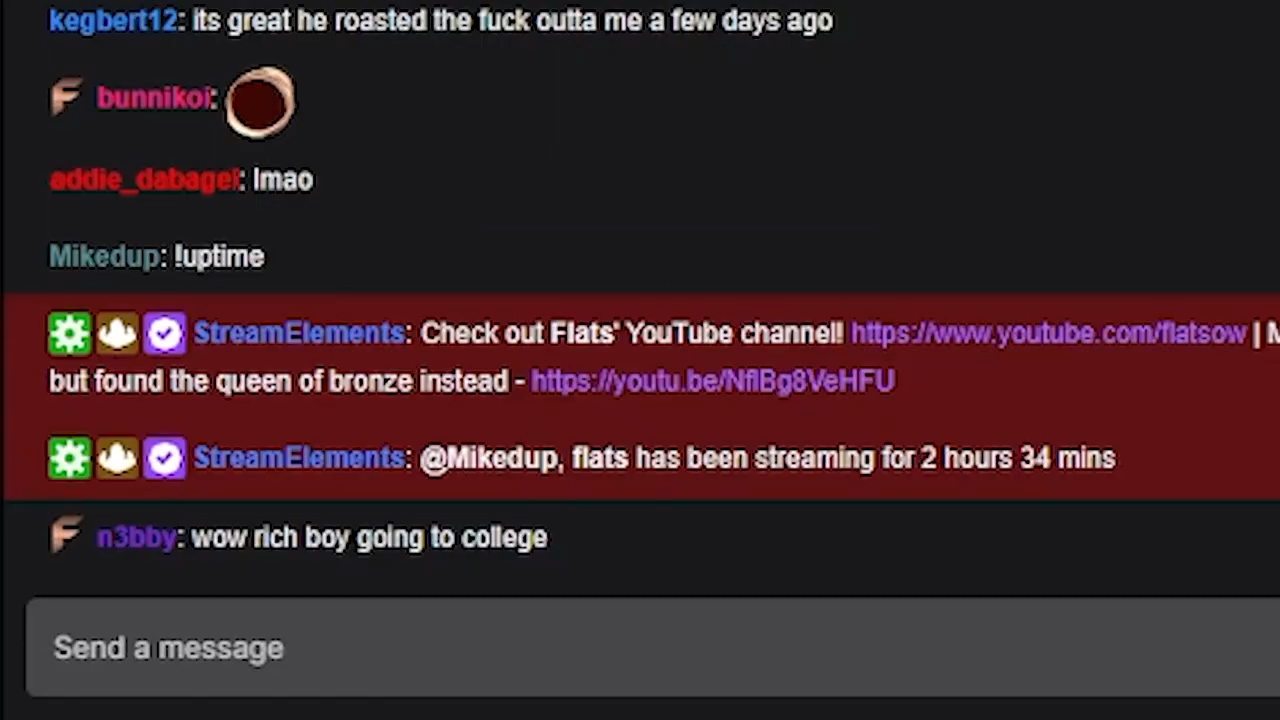 kegbert12: its great he roasted the fuck outta me a few days ago
bunnikoi:
addie_dabagel: lmao
Mikedup: !uptime
StreamElements: Check out Flats' YouTube channel! https://www.youtube.com/flatsow |
but found the queen of bronze instead - https://youtu.be/NflBg8VeHFU
StreamElements: @Mikedup, flats has been streaming for 2 hours 34 mins
n3bby: wow rich boy going to college
Send a message